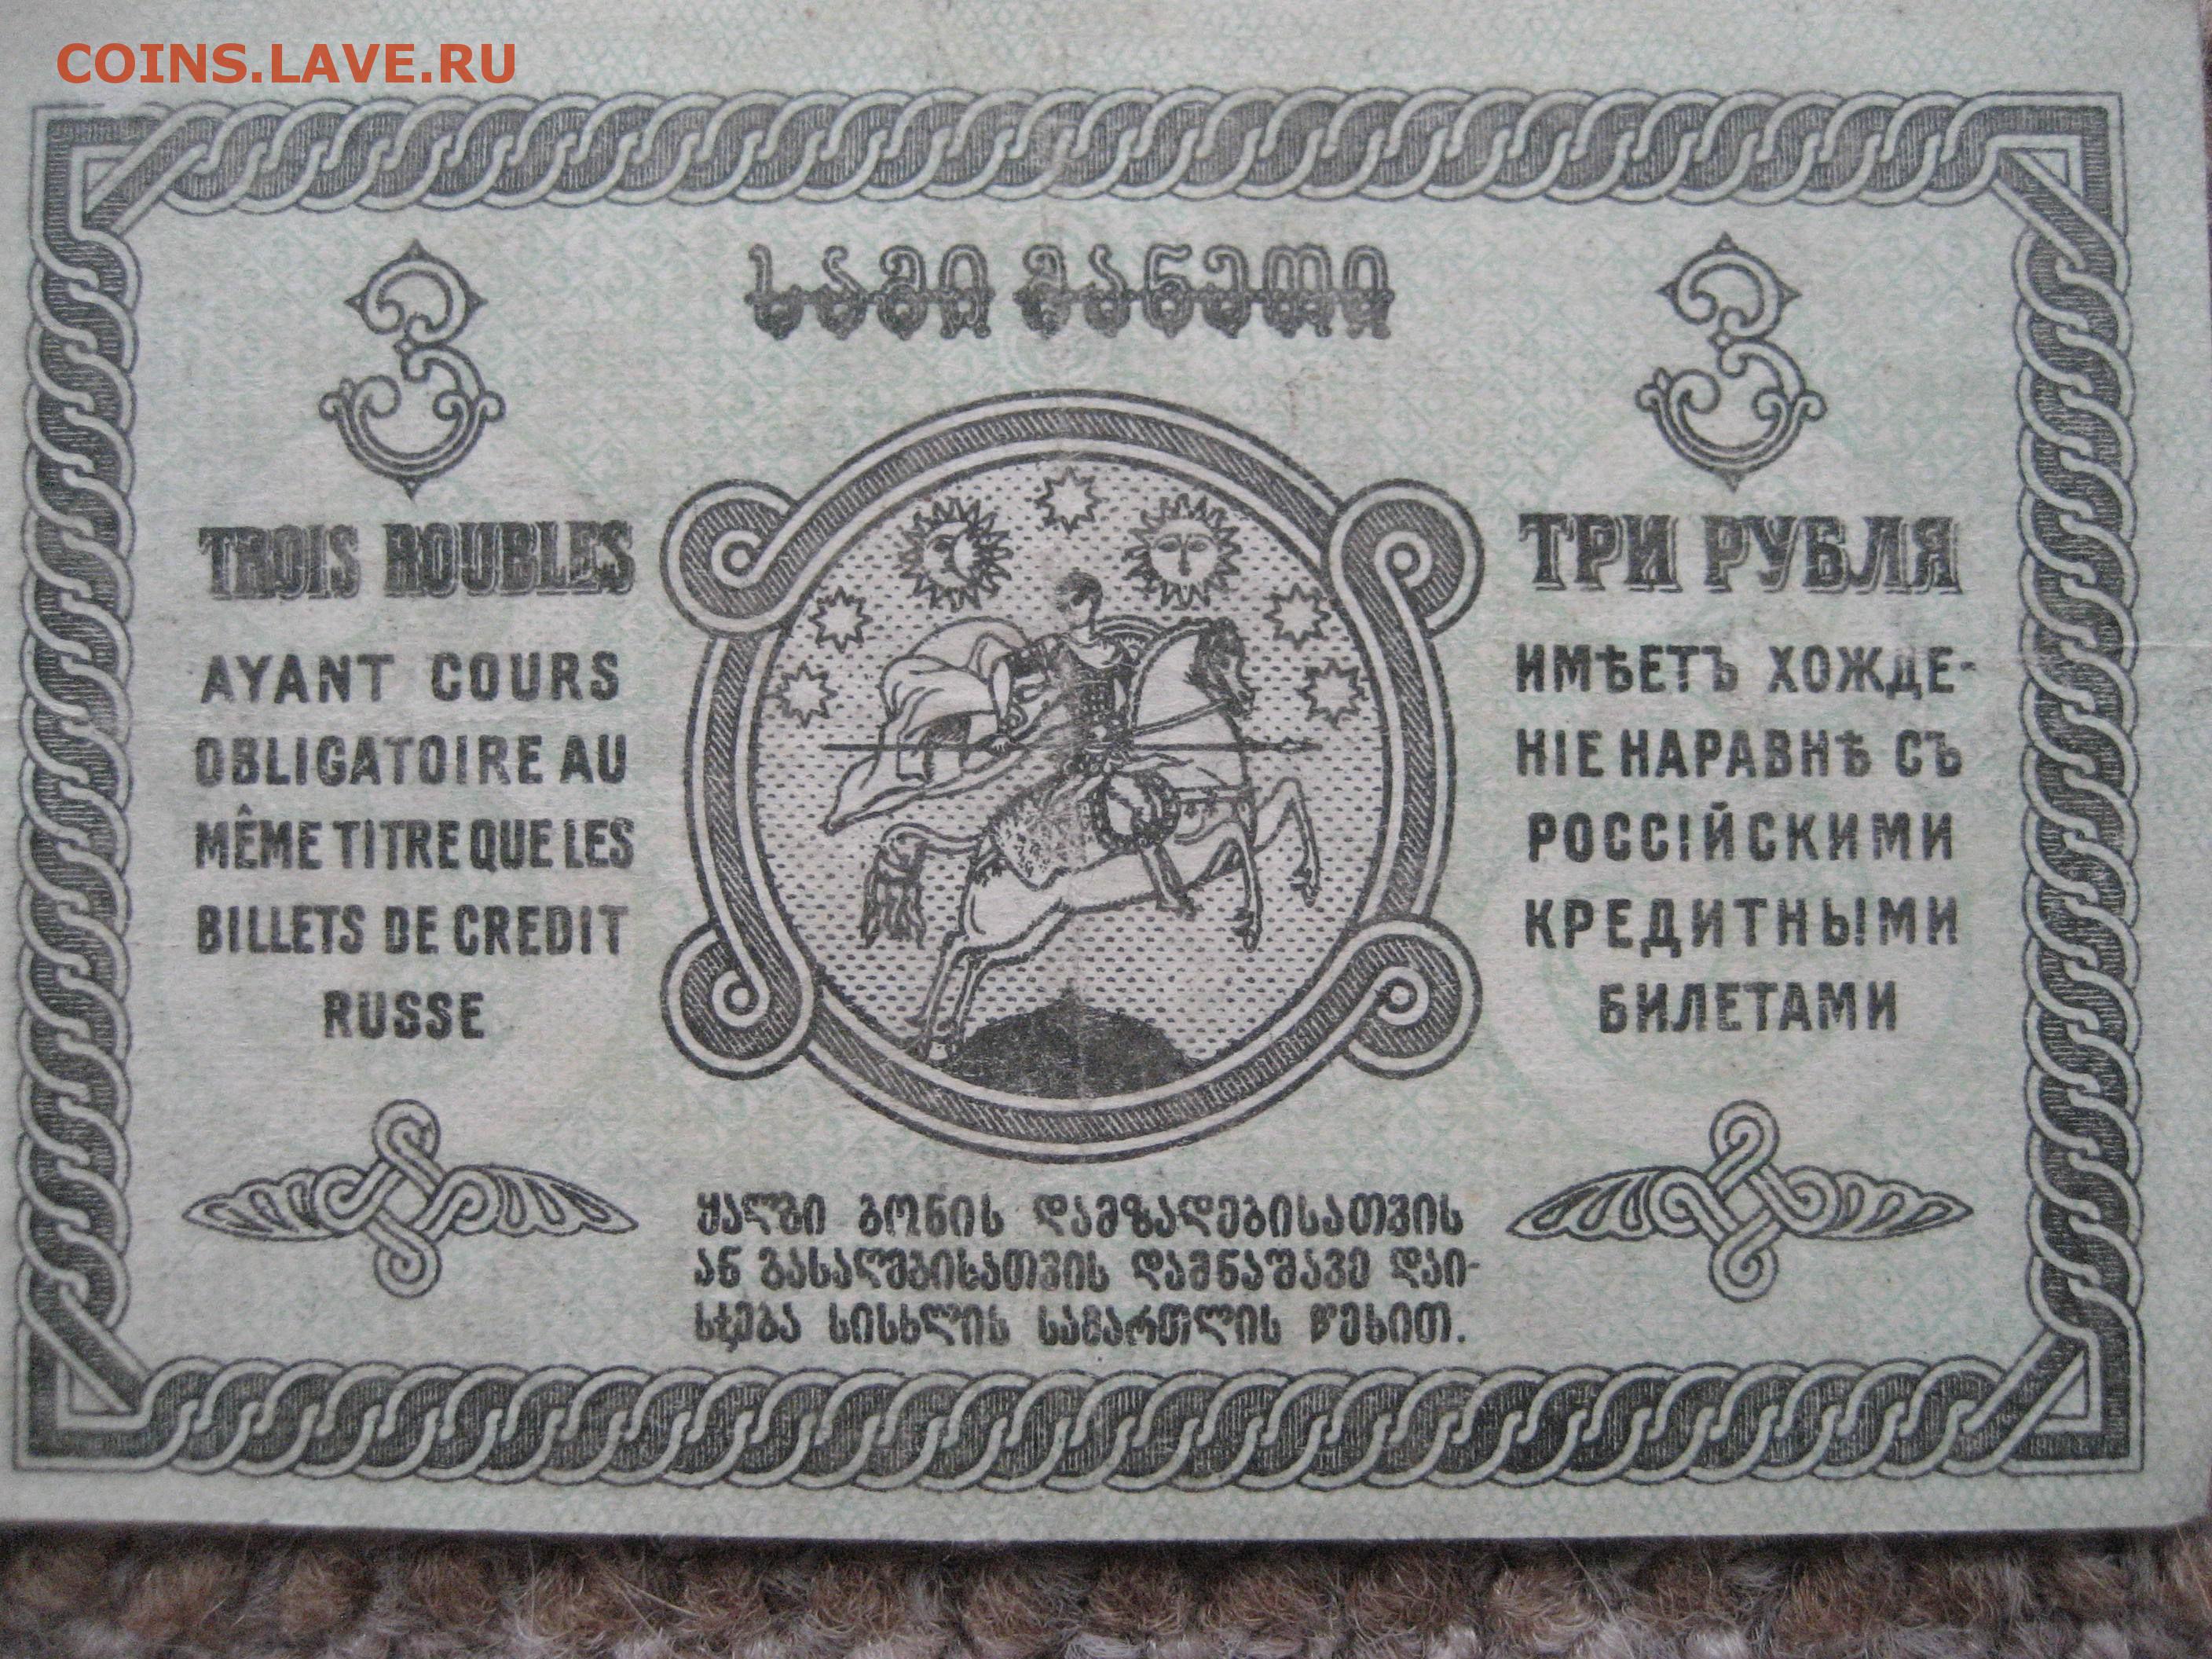 COINS.LAVE.RU
3
სამი მანეთი
3
TROIS ROUBLES
AYANT COURS
OBLIGATOIRE AU
MÊME TITRE QUE LES
BILLETS DE CREDIT
RUSSE
ТРИ РУБЛЯ
ИМѢЕТЪ ХОЖДЕ-
НІЕ НАРАВНѢ СЪ
РОССІЙСКИМИ
КРЕДИТНЫМИ
БИЛЕТАМИ
ყალბი ბონის დამზადებისათვის
ან გასაღებისათვის დამნაშავე დაი-
სჯება სისხლის სამართლის წესით.